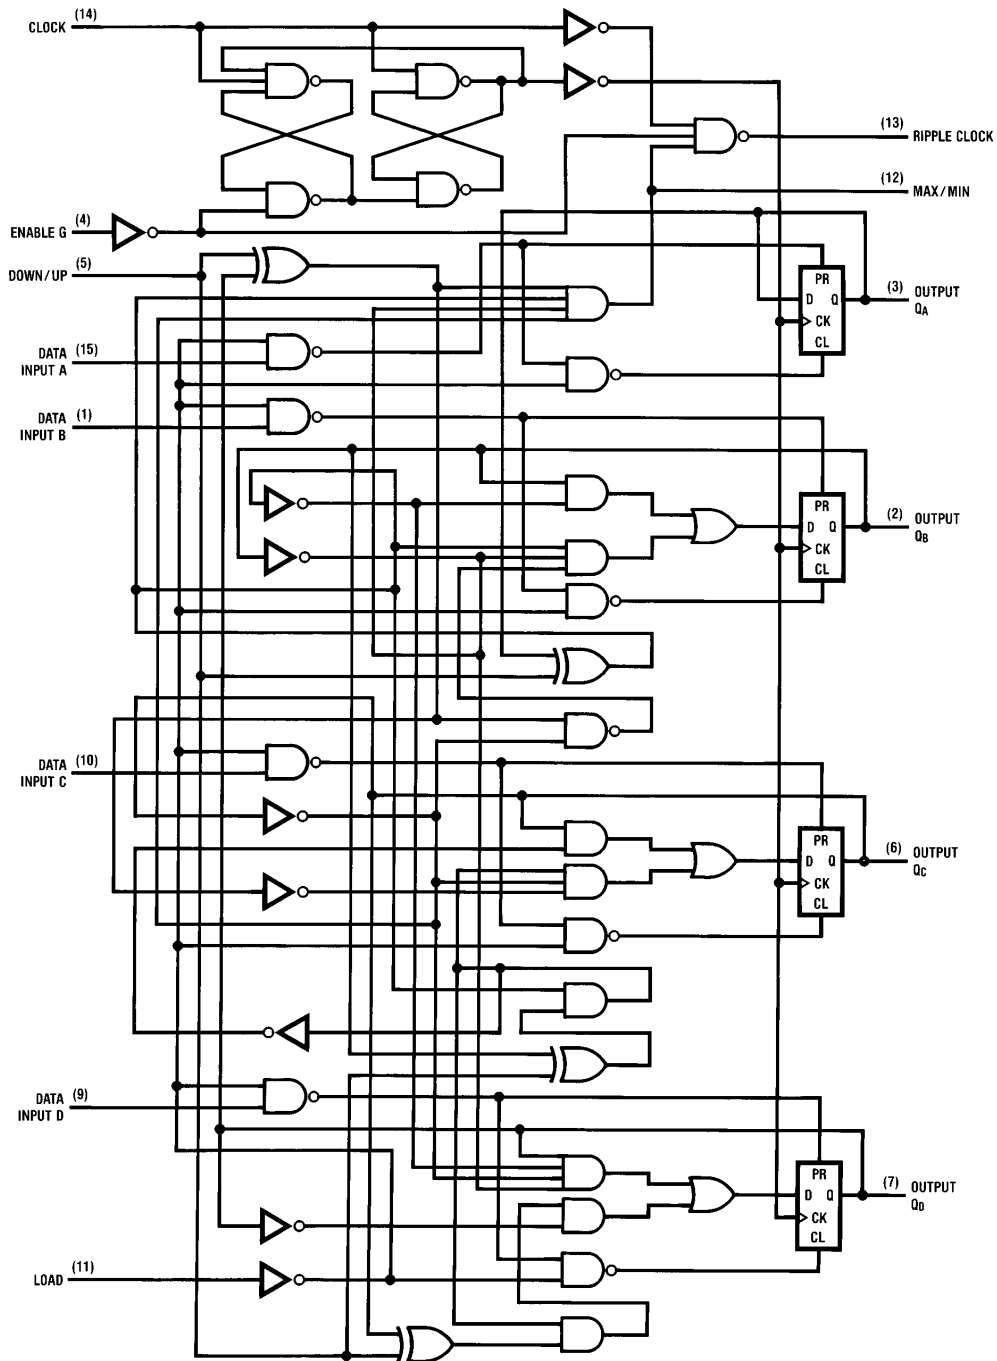 CLOCK (14)
(13) RIPPLE CLOCK
(12) MAX/MIN
ENABLE G (4)
DOWN/UP (5)
PR
D Q
CK
CL
(3) OUTPUT
QA
DATA (15)
INPUT A
DATA (1)
INPUT B
PR
D Q
CK
CL
(2) OUTPUT
QB
DATA (10)
INPUT C
PR
D Q
CK
CL
(6) OUTPUT
QC
DATA (9)
INPUT D
PR
D Q
CK
CL
(7) OUTPUT
QD
LOAD (11)